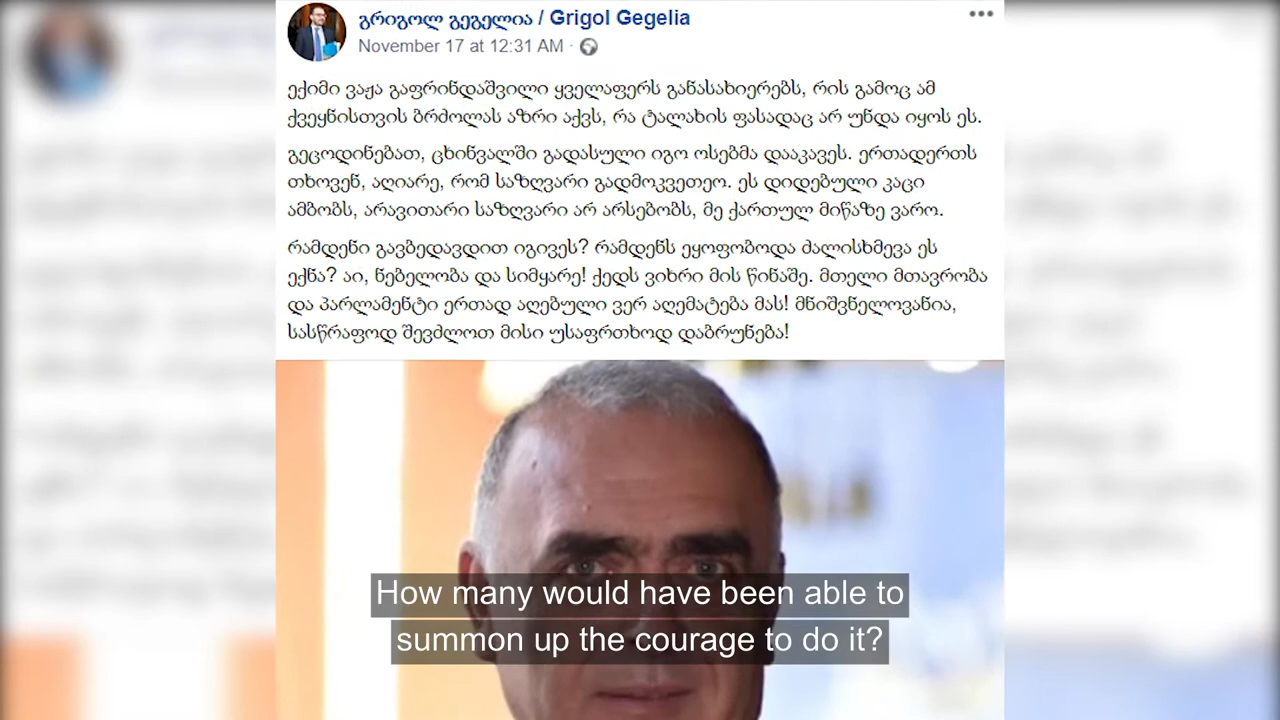 გრიგოლ გეგელია / Grigol Gegelia
November 17 at 12:31 AM ·
ექიმი ვაჟა გაფრინდაშვილი ყველაფერს განასახიერებს, რის გამოც ამ
ქვეყნისთვის ბრძოლას აზრი აქვს, რა ტალახის ფასადაც არ უნდა იყოს ეს.
გეცოდინებათ, ცხინვალში გადასული იგი ოსებმა დააკავეს. ერთადერთს
თხოვენ, აღიარე, რომ საზღვარი გადმოკვეთეო. ეს დიდებული კაცი
ამბობს, არავითარი საზღვარი არ არსებობს, მე ქართულ მიწაზე ვარო.
რამდენი გავბედავდით იგივეს? რამდენს ეყოფობოდა ძალისხმევა ეს
ექნა? აი, ნებელობა და სიმყარე! ქედს ვიხრი მის წინაშე. მთელი მთავრობა
და პარლამენტი ერთად აღებული ვერ აღემატება მას! მნიშვნელოვანია,
სასწრაფოდ შევძლოთ მისი უსაფრთხოდ დაბრუნება!
How many would have been able to
summon up the courage to do it?